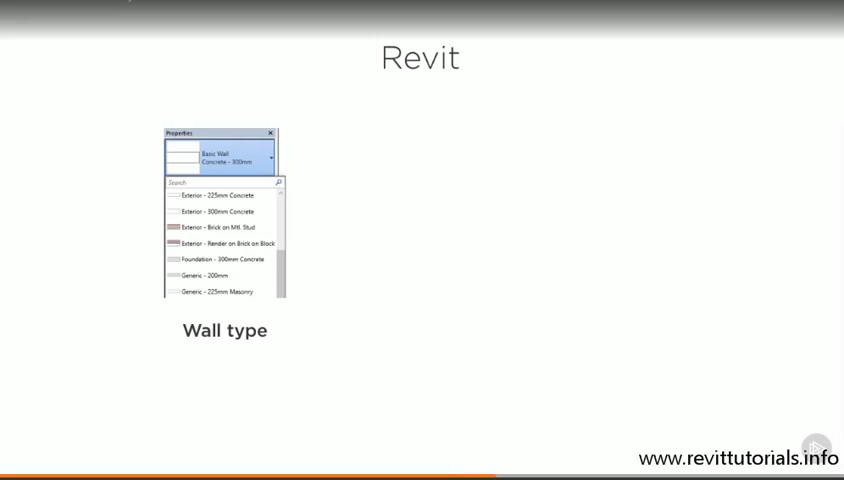 Revit
Properties
Basic Wall
Concrete - 300mm
Search
Exterior - 225mm Concrete
Exterior - 300mm Concrete
Exterior - Brick on Mtl. Stud
Exterior - Render on Brick on Block
Foundation - 300mm Concrete
Generic - 200mm
Generic - 225mm Masonry
Wall type
www.revittutorials.info